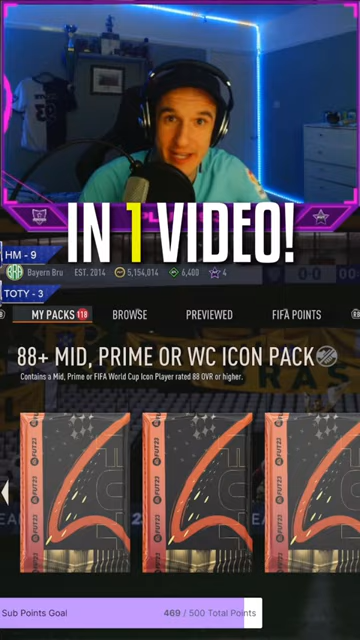 IN 1 VIDEO!
HM - 9
Bayern Bru EST. 2014 5,154,014 6,400 4
TOTY - 3
MY PACKS 118 BROWSE PREVIEWED FIFA POINTS
88+ MID, PRIME OR WC ICON PACK
Contains a Mid, Prime or FIFA World Cup Icon Player rated 88 OVR or higher.
FUT23 FUT23 FUT23
Sub Points Goal 469 / 500 Total Points